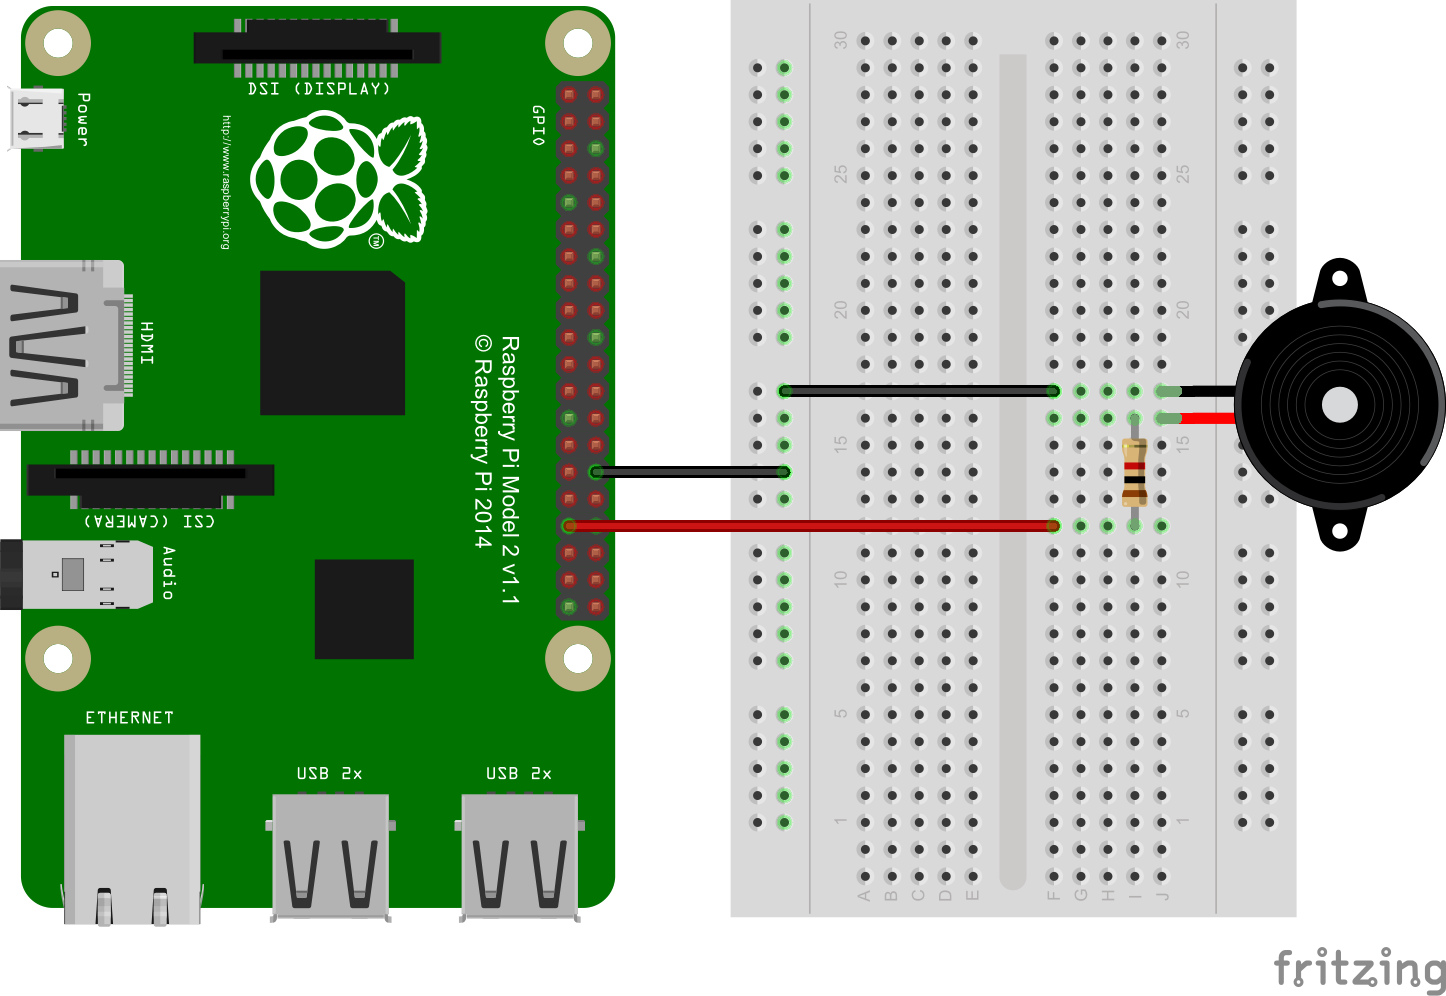 DSI (DISPLAY)
Power
http://www.raspberrypi.org
GPIO
TM
HDMI
Raspberry Pi Model 2 v1.1
© Raspberry Pi 2014
CSI (CAMERA)
Audio
ETHERNET
USB 2x
USB 2x
30 30
25 25
20 20
15 15
10 10
5 5
1 1
A B C D E F G H I J
fritzing